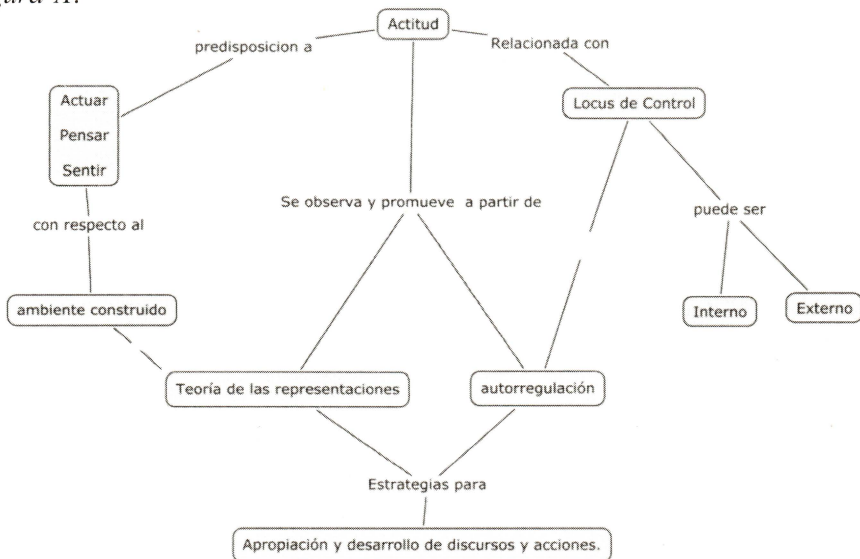 Actitud
predisposicion a
Relacionada con
Actuar
Pensar
Sentir
Locus de Control
Se observa y promueve a partir de
con respecto al
puede ser
ambiente construido
Interno
Externo
Teoría de las representaciones
autorregulación
Estrategias para
Apropiación y desarrollo de discursos y acciones.